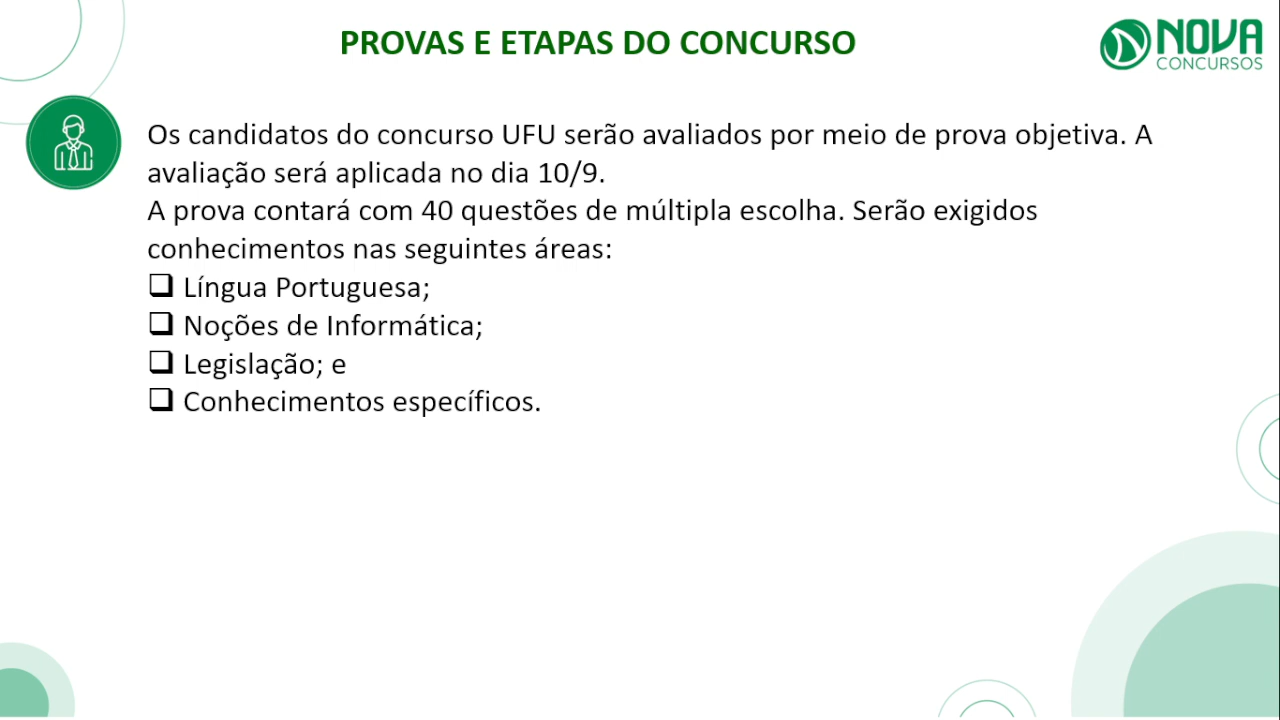 PROVAS E ETAPAS DO CONCURSO
NOVA
CONCURSOS
Os candidatos do concurso UFU serão avaliados por meio de prova objetiva. A
avaliação será aplicada no dia 10/9.
A prova contará com 40 questões de múltipla escolha. Serão exigidos
conhecimentos nas seguintes áreas:
❑ Língua Portuguesa;
❑ Noções de Informática;
❑ Legislação; e
❑ Conhecimentos específicos.